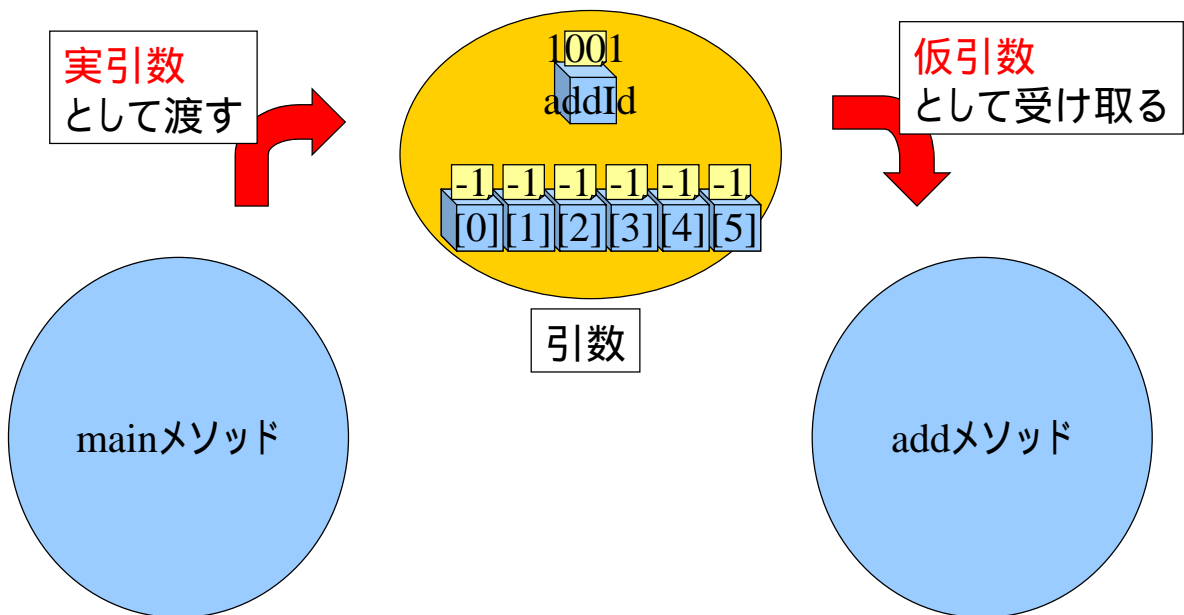 実引数
として渡す
1001
addId
仮引数
として受け取る
-1 -1 -1 -1 -1 -1
[0] [1] [2] [3] [4] [5]
引数
mainメソッド
addメソッド